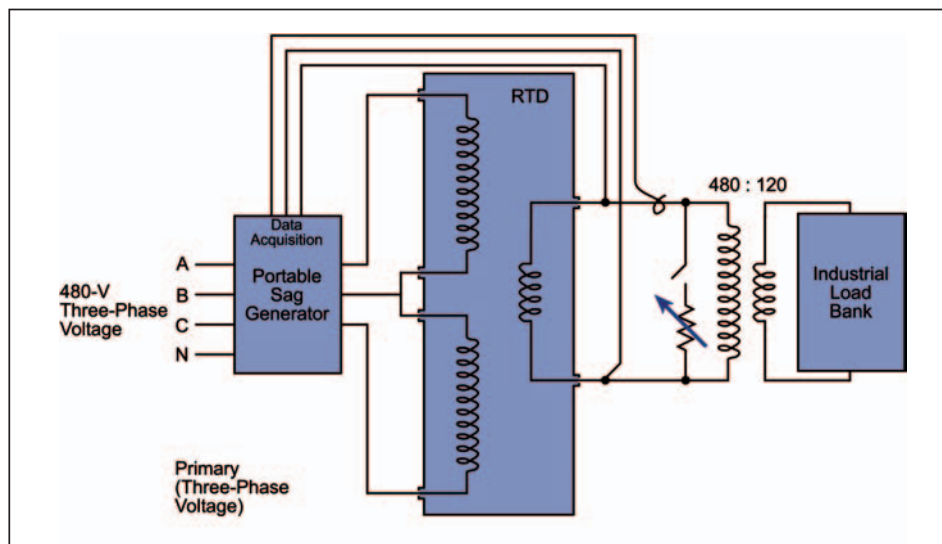 RTD
480 : 120
Data
Acquisition
Portable
Sag
Generator
A
B
C
N
480-V
Three-Phase
Voltage
Industrial
Load
Bank
Primary
(Three-Phase
Voltage)